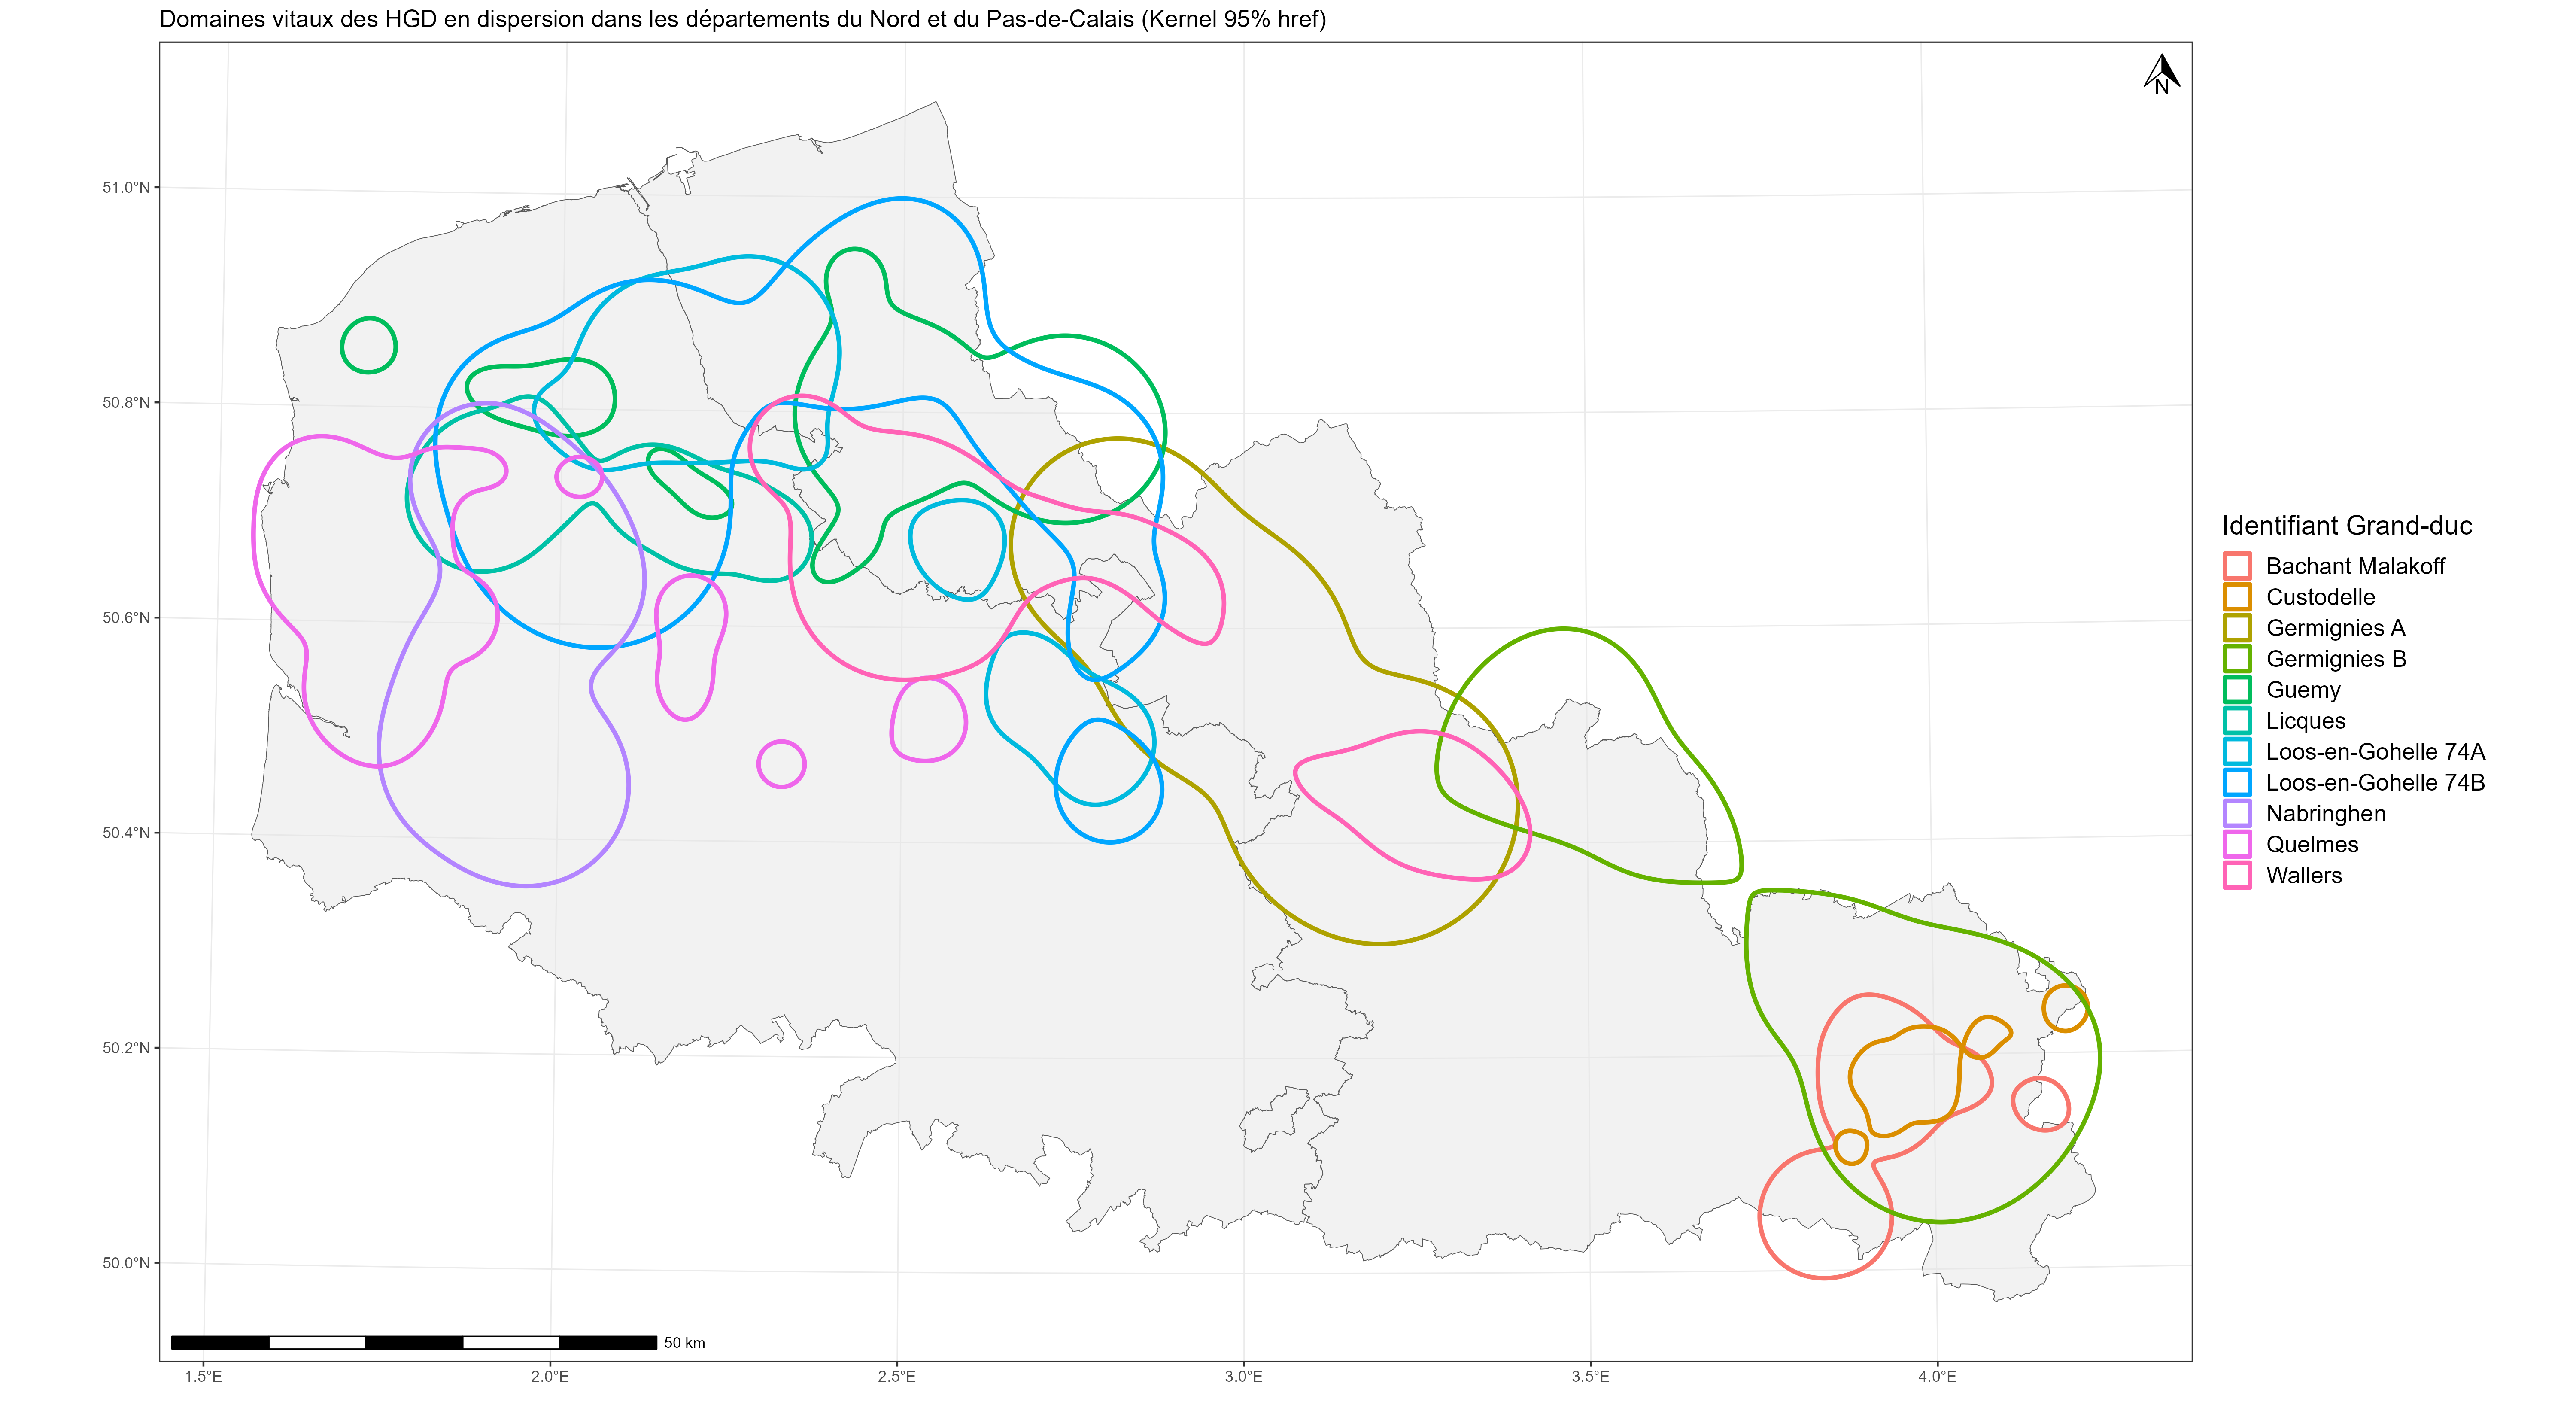 Domaines vitaux des HGD en dispersion dans les départements du Nord et du Pas-de-Calais (Kernel 95% href)
N
51.0°N
50.8°N
50.6°N
50.4°N
50.2°N
50.0°N
50 km
1.5°E
2.0°E
2.5°E
3.0°E
3.5°E
4.0°E
Identifiant Grand-duc
Bachant Malakoff
Custodelle
Germignies A
Germignies B
Guemy
Licques
Loos-en-Gohelle 74A
Loos-en-Gohelle 74B
Nabringhen
Quelmes
Wallers